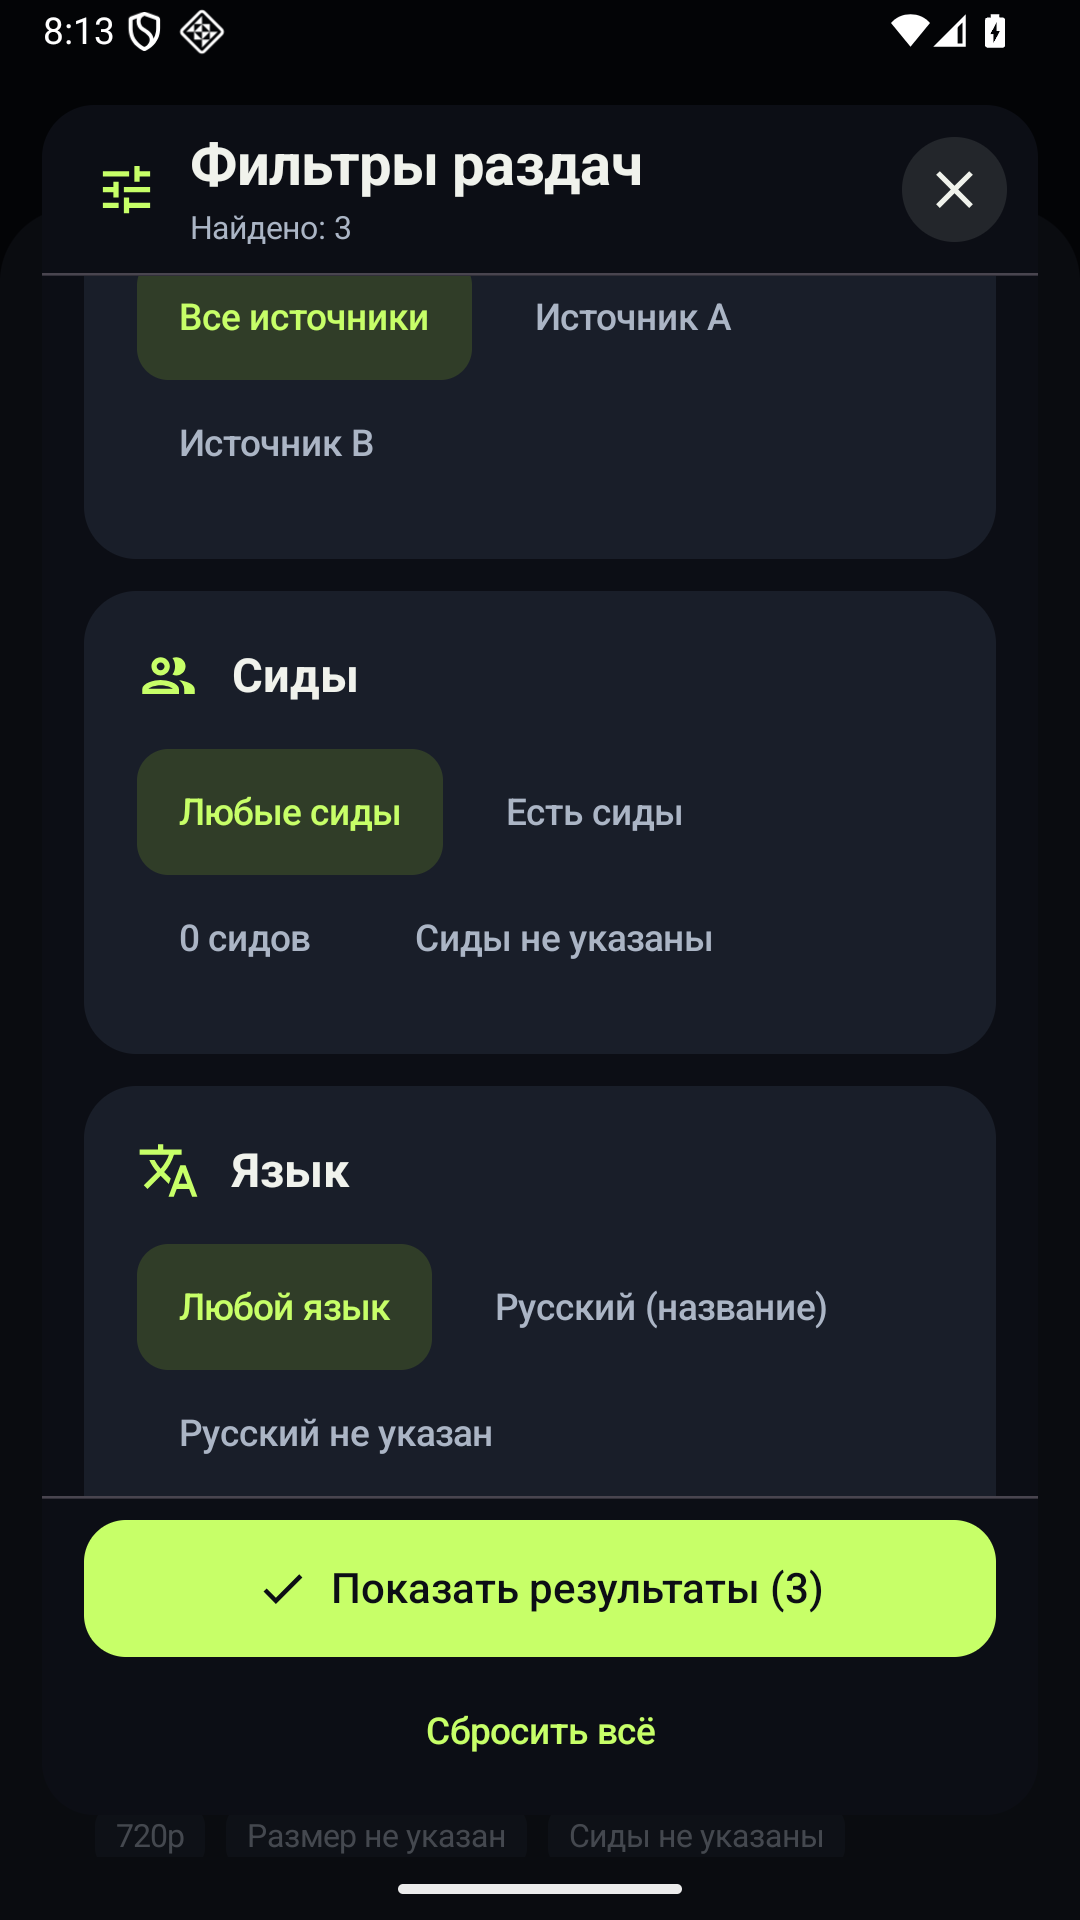 8:13
Фильтры раздач
Найдено: 3
Все источники
Источник A
Источник B
Сиды
Любые сиды
Есть сиды
0 сидов
Сиды не указаны
Язык
Любой язык
Русский (название)
Русский не указан
Показать результаты (3)
Сбросить всё
720p
Размер не указан
Сиды не указаны